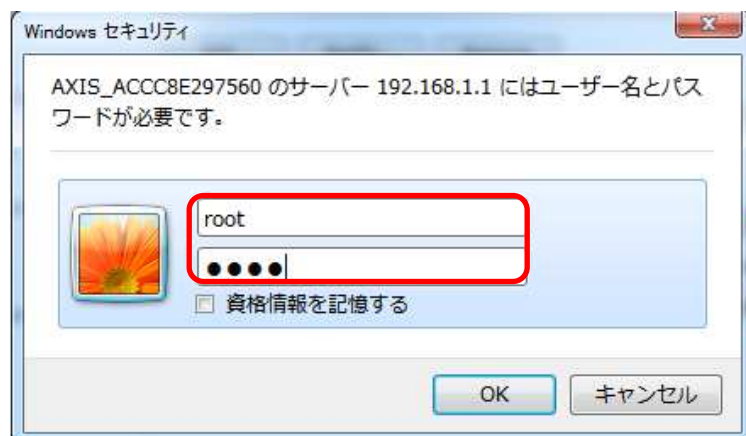 Windows セキュリティ
AXIS_ACCC8E297560 のサーバー 192.168.1.1 にはユーザー名とパス
ワードが必要です。
root
●●●●
資格情報を記憶する
OK
キャンセル